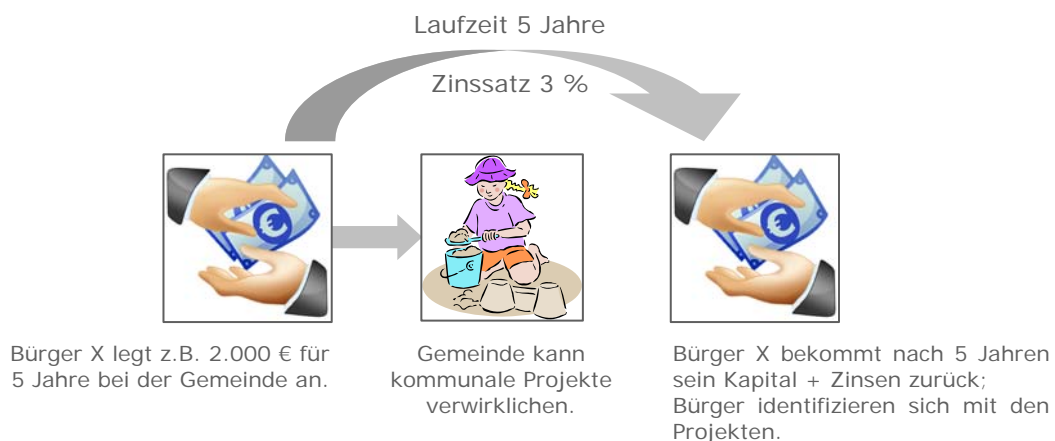 Laufzeit 5 Jahre
Zinssatz 3 %
Bürger X legt z.B. 2.000 € für
5 Jahre bei der Gemeinde an.
Gemeinde kann
kommunale Projekte
verwirklichen.
Bürger X bekommt nach 5 Jahren
sein Kapital + Zinsen zurück;
Bürger identifizieren sich mit den
Projekten.